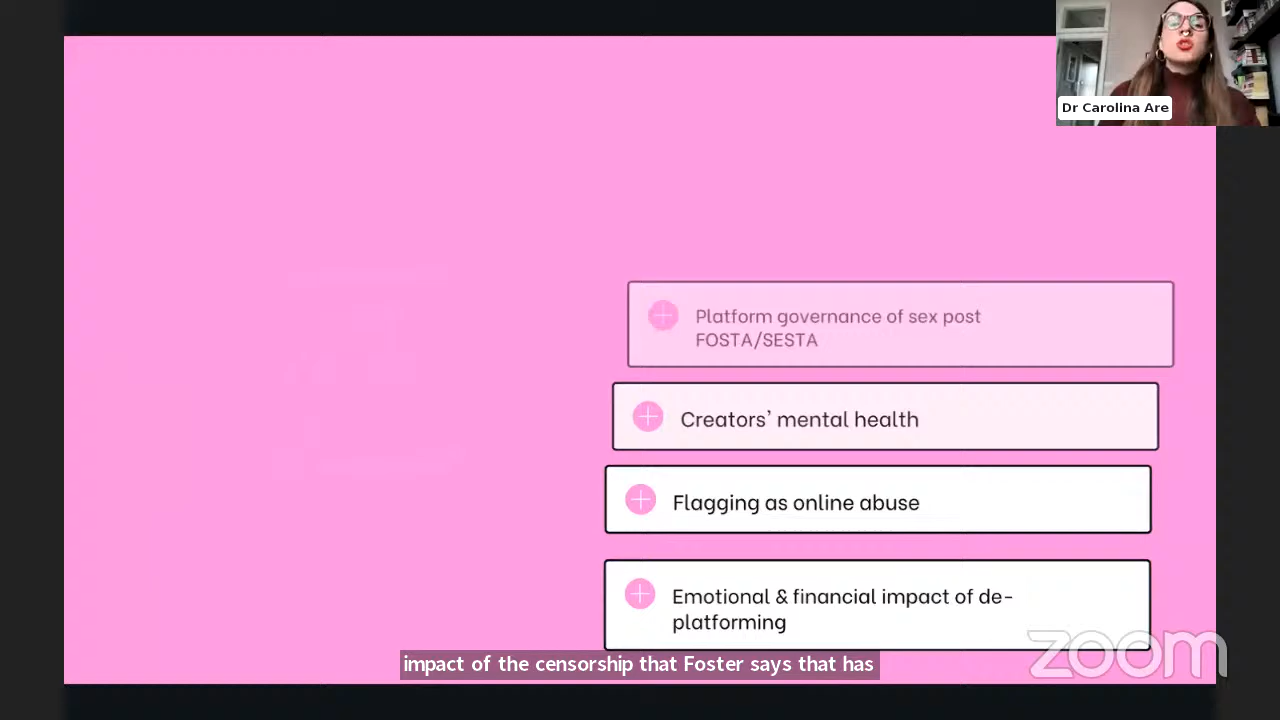 Dr Carolina Are
Platform governance of sex post
FOSTA/SESTA
Creators' mental health
Flagging as online abuse
Emotional & financial impact of de-
platforming
impact of the censorship that Foster says that has
zoom